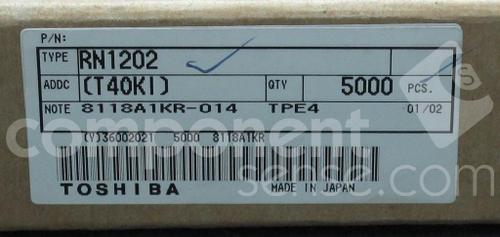 P/N:
TYPE RN1202
ADDC (T40KI) QTY 5000 PCS.
NOTE 8118A1KR-014 TPE4 01/02
(Y)36002021 5000 8118A1KR
TOSHIBA MADE IN JAPAN
component
sense.com